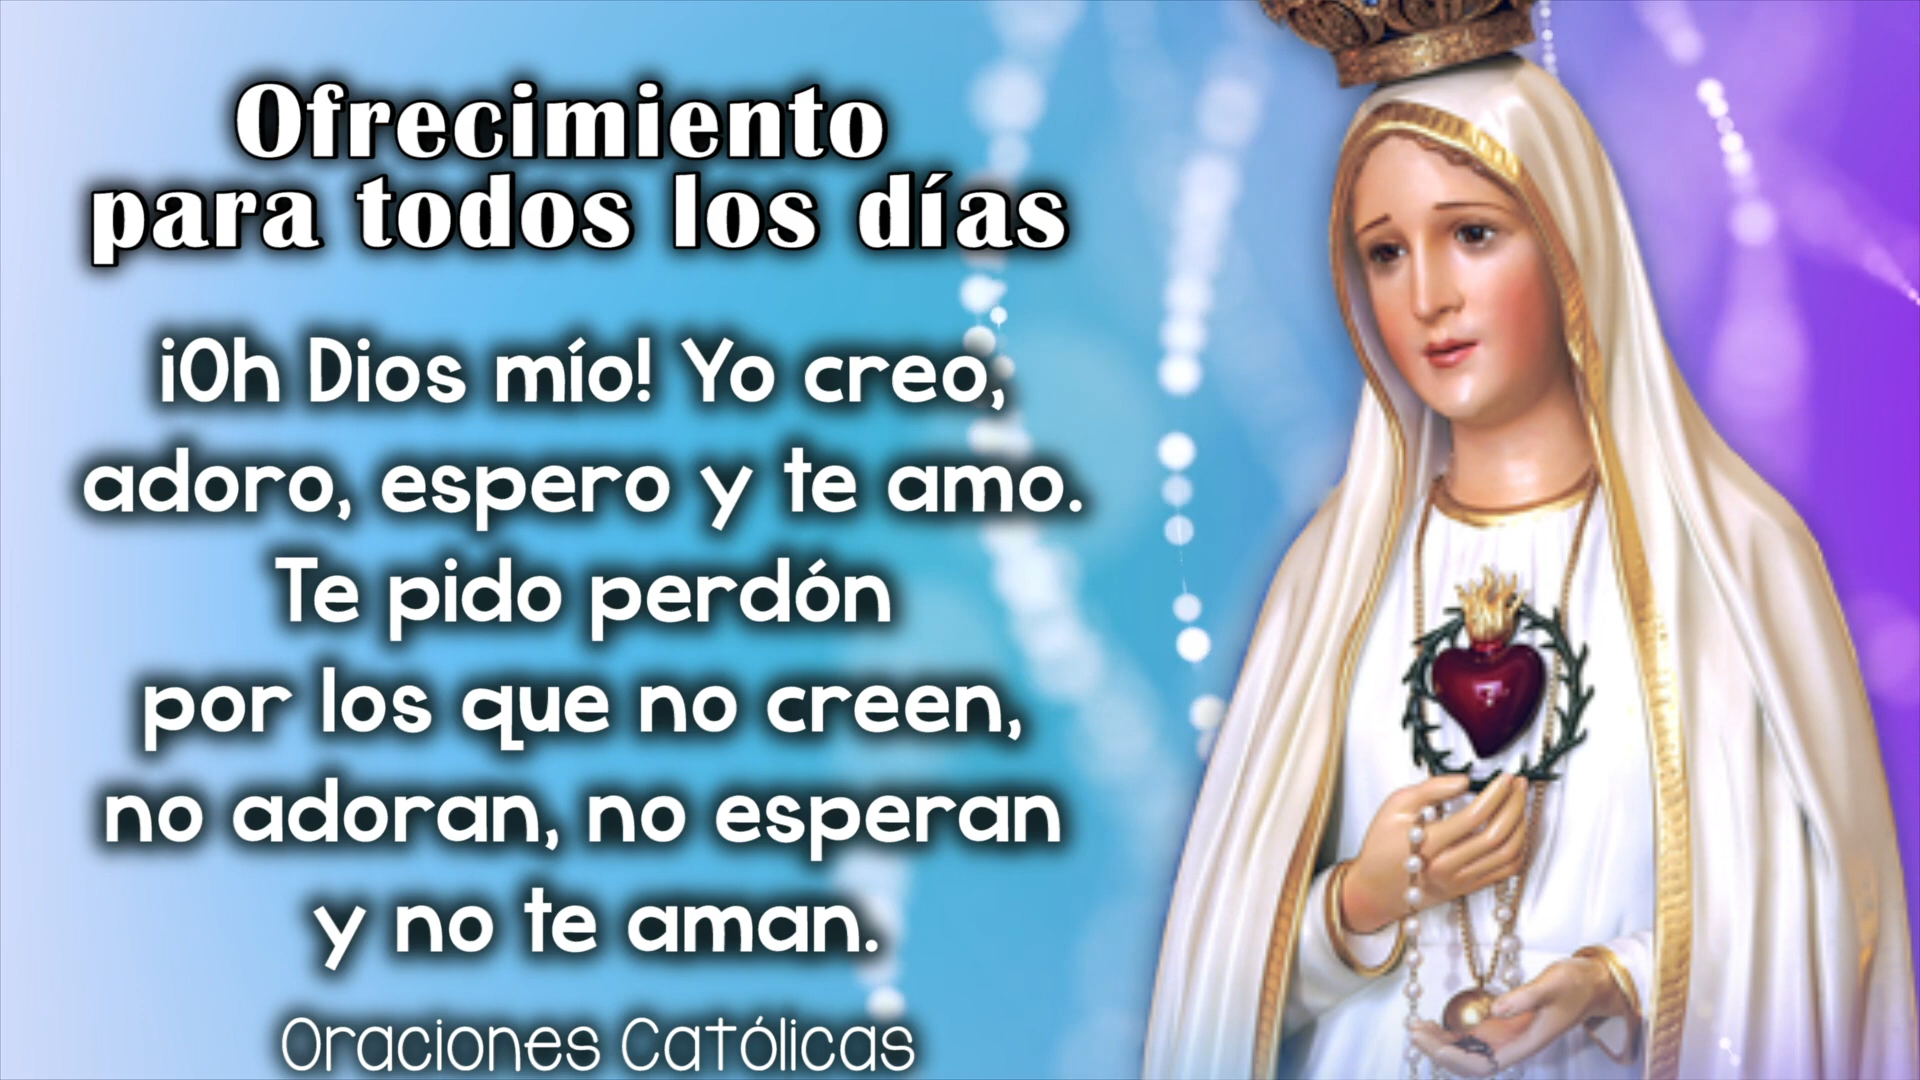 Ofrecimiento
para todos los días
¡Oh Dios mío! Yo creo,
adoro, espero y te amo.
Te pido perdón
por los que no creen,
no adoran, no esperan
y no te aman.
Oraciones Católicas